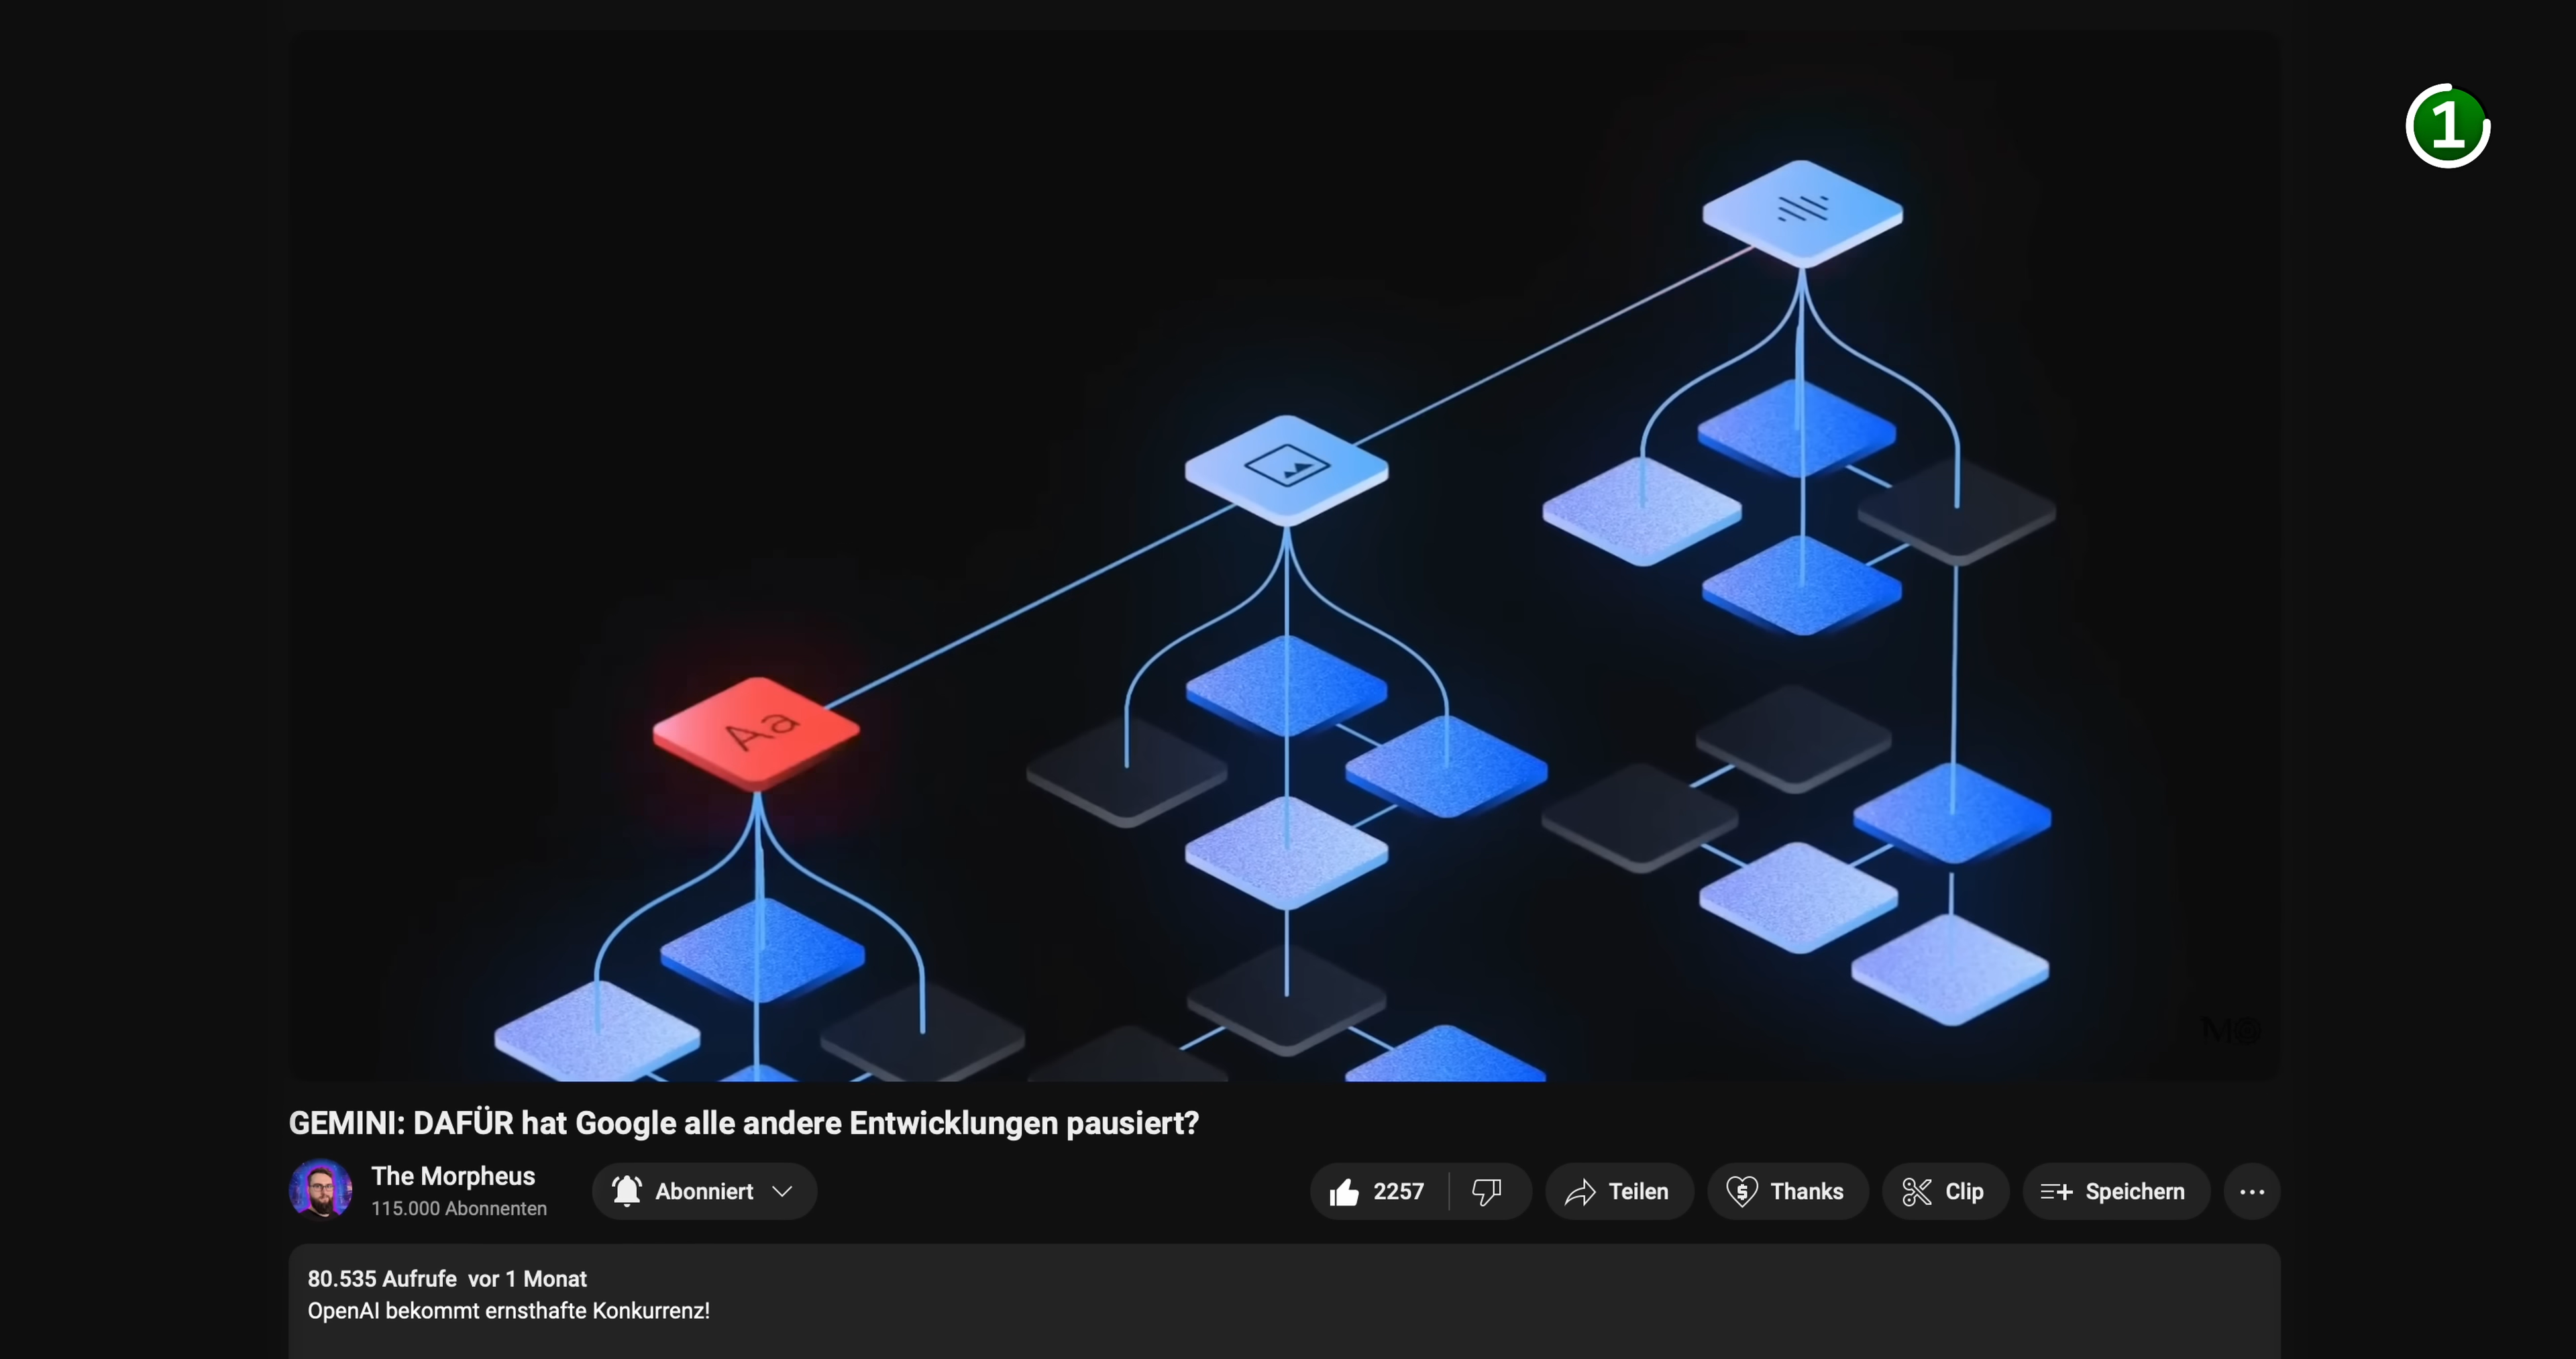 1
Aa
MO
GEMINI: DAFÜR hat Google alle andere Entwicklungen pausiert?
The Morpheus
115.000 Abonnenten
Abonniert
2257
Teilen
Thanks
Clip
Speichern
80.535 Aufrufe vor 1 Monat
OpenAI bekommt ernsthafte Konkurrenz!